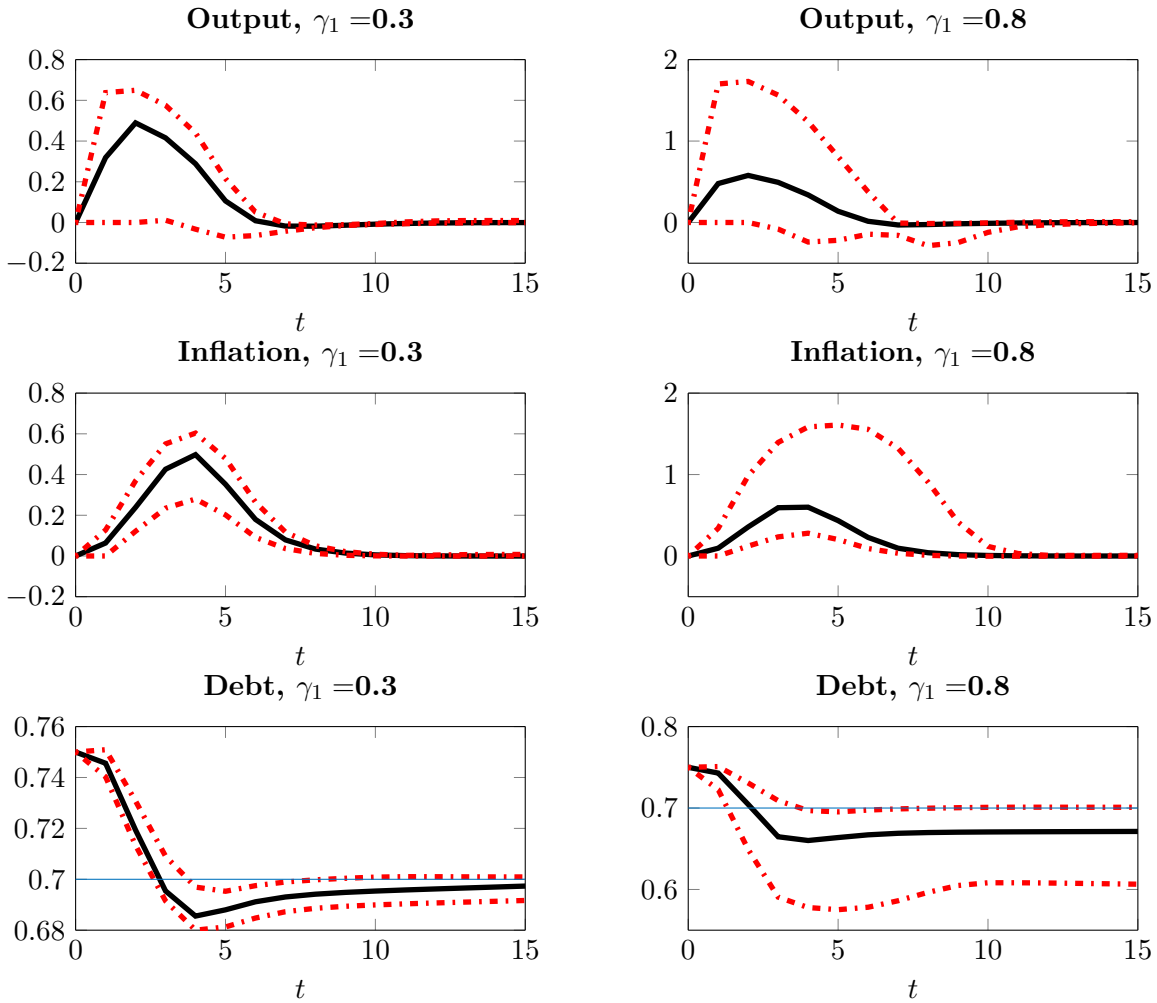 Output, γ₁ =0.3
0.8
0.6
0.4
0.2
0
−0.2
0 5 10 15
t
Output, γ₁ =0.8
2
1
0
0 5 10 15
t
Inflation, γ₁ =0.3
0.8
0.6
0.4
0.2
0
−0.2
0 5 10 15
t
Inflation, γ₁ =0.8
2
1
0
0 5 10 15
t
Debt, γ₁ =0.3
0.76
0.74
0.72
0.7
0.68
0 5 10 15
t
Debt, γ₁ =0.8
0.8
0.7
0.6
0 5 10 15
t